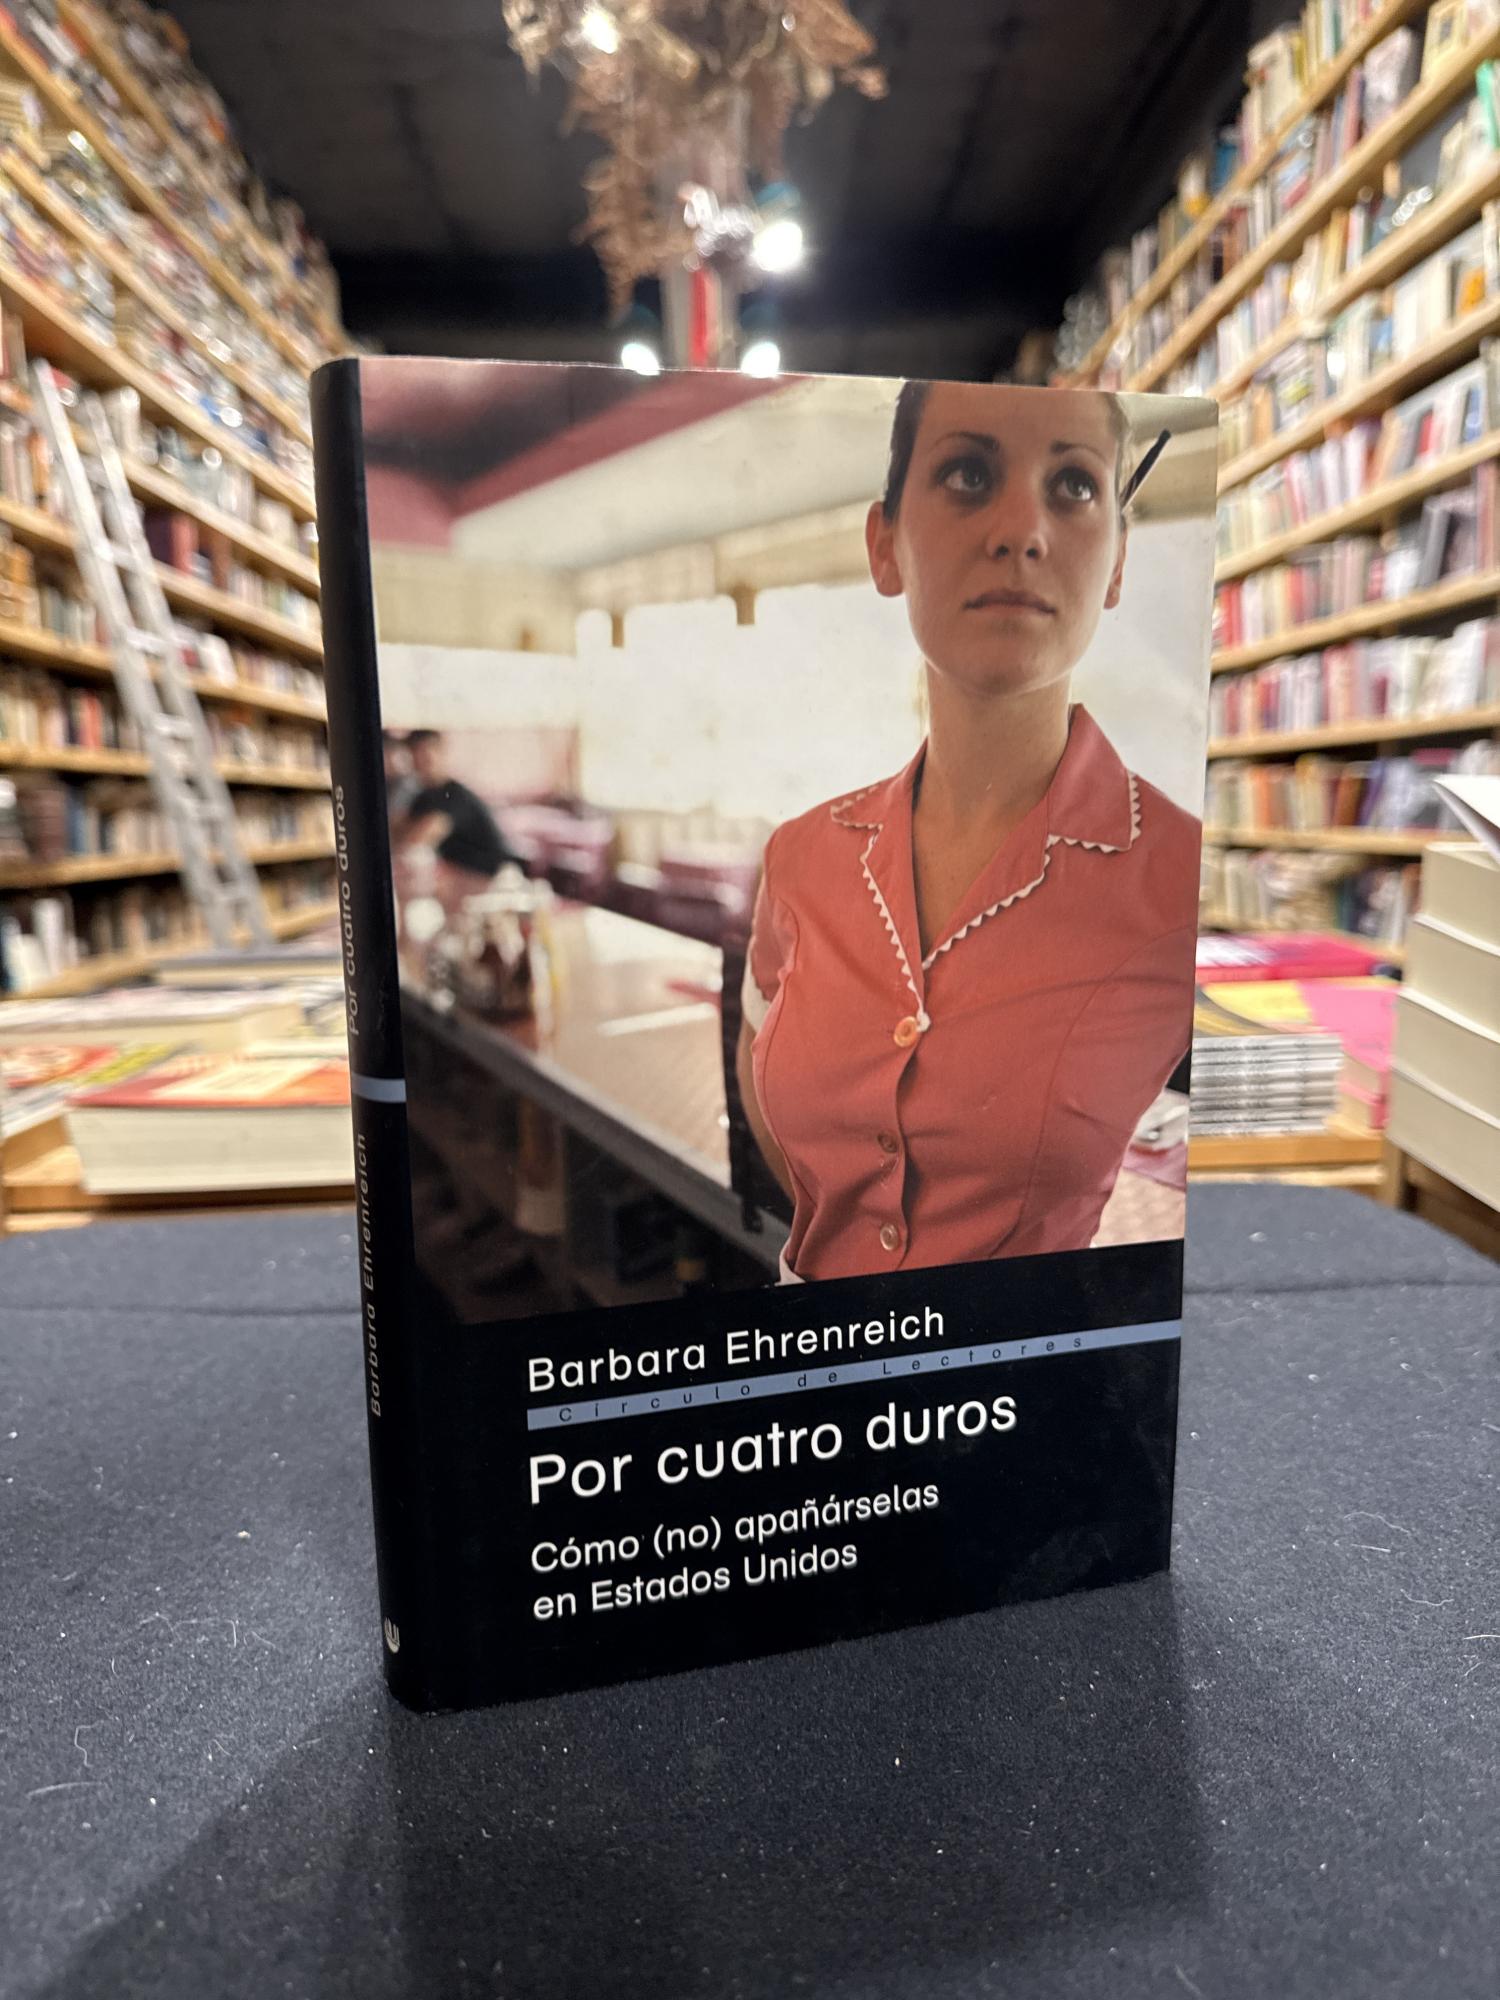 Por cuatro duros
Barbara Ehrenreich
Barbara Ehrenreich
Círculo de Lectores
Por cuatro duros
Cómo (no) apañárselas
en Estados Unidos